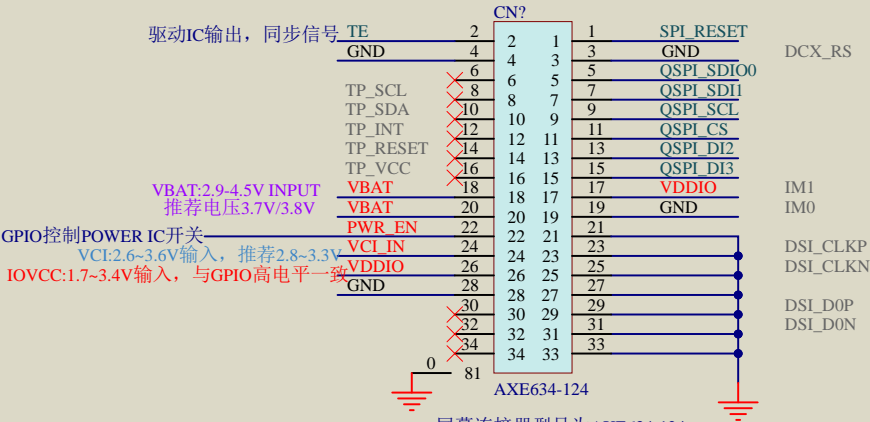 CN?
驱动IC输出，同步信号 TE 2 2 1 1 SPI_RESET
GND 4 4 3 3 GND DCX_RS
6 6 5 5 QSPI_SDIO0
TP_SCL 8 8 7 7 QSPI_SDI1
TP_SDA 10 10 9 9 QSPI_SCL
TP_INT 12 12 11 11 QSPI_CS
TP_RESET 14 14 13 13 QSPI_DI2
TP_VCC 16 16 15 15 QSPI_DI3
VBAT:2.9-4.5V INPUT VBAT 18 18 17 17 VDDIO IM1
推荐电压3.7V/3.8V VBAT 20 20 19 19 GND IM0
GPIO控制POWER IC开关 PWR_EN 22 22 21 21
VCI:2.6~3.6V输入，推荐2.8~3.3V VCI_IN 24 24 23 23 DSI_CLKP
IOVCC:1.7~3.4V输入，与GPIO高电平一致 VDDIO 26 26 25 25 DSI_CLKN
GND 28 28 27 27
30 30 29 29 DSI_D0P
32 32 31 31 DSI_D0N
34 34 33 33
0 81
AXE634-124